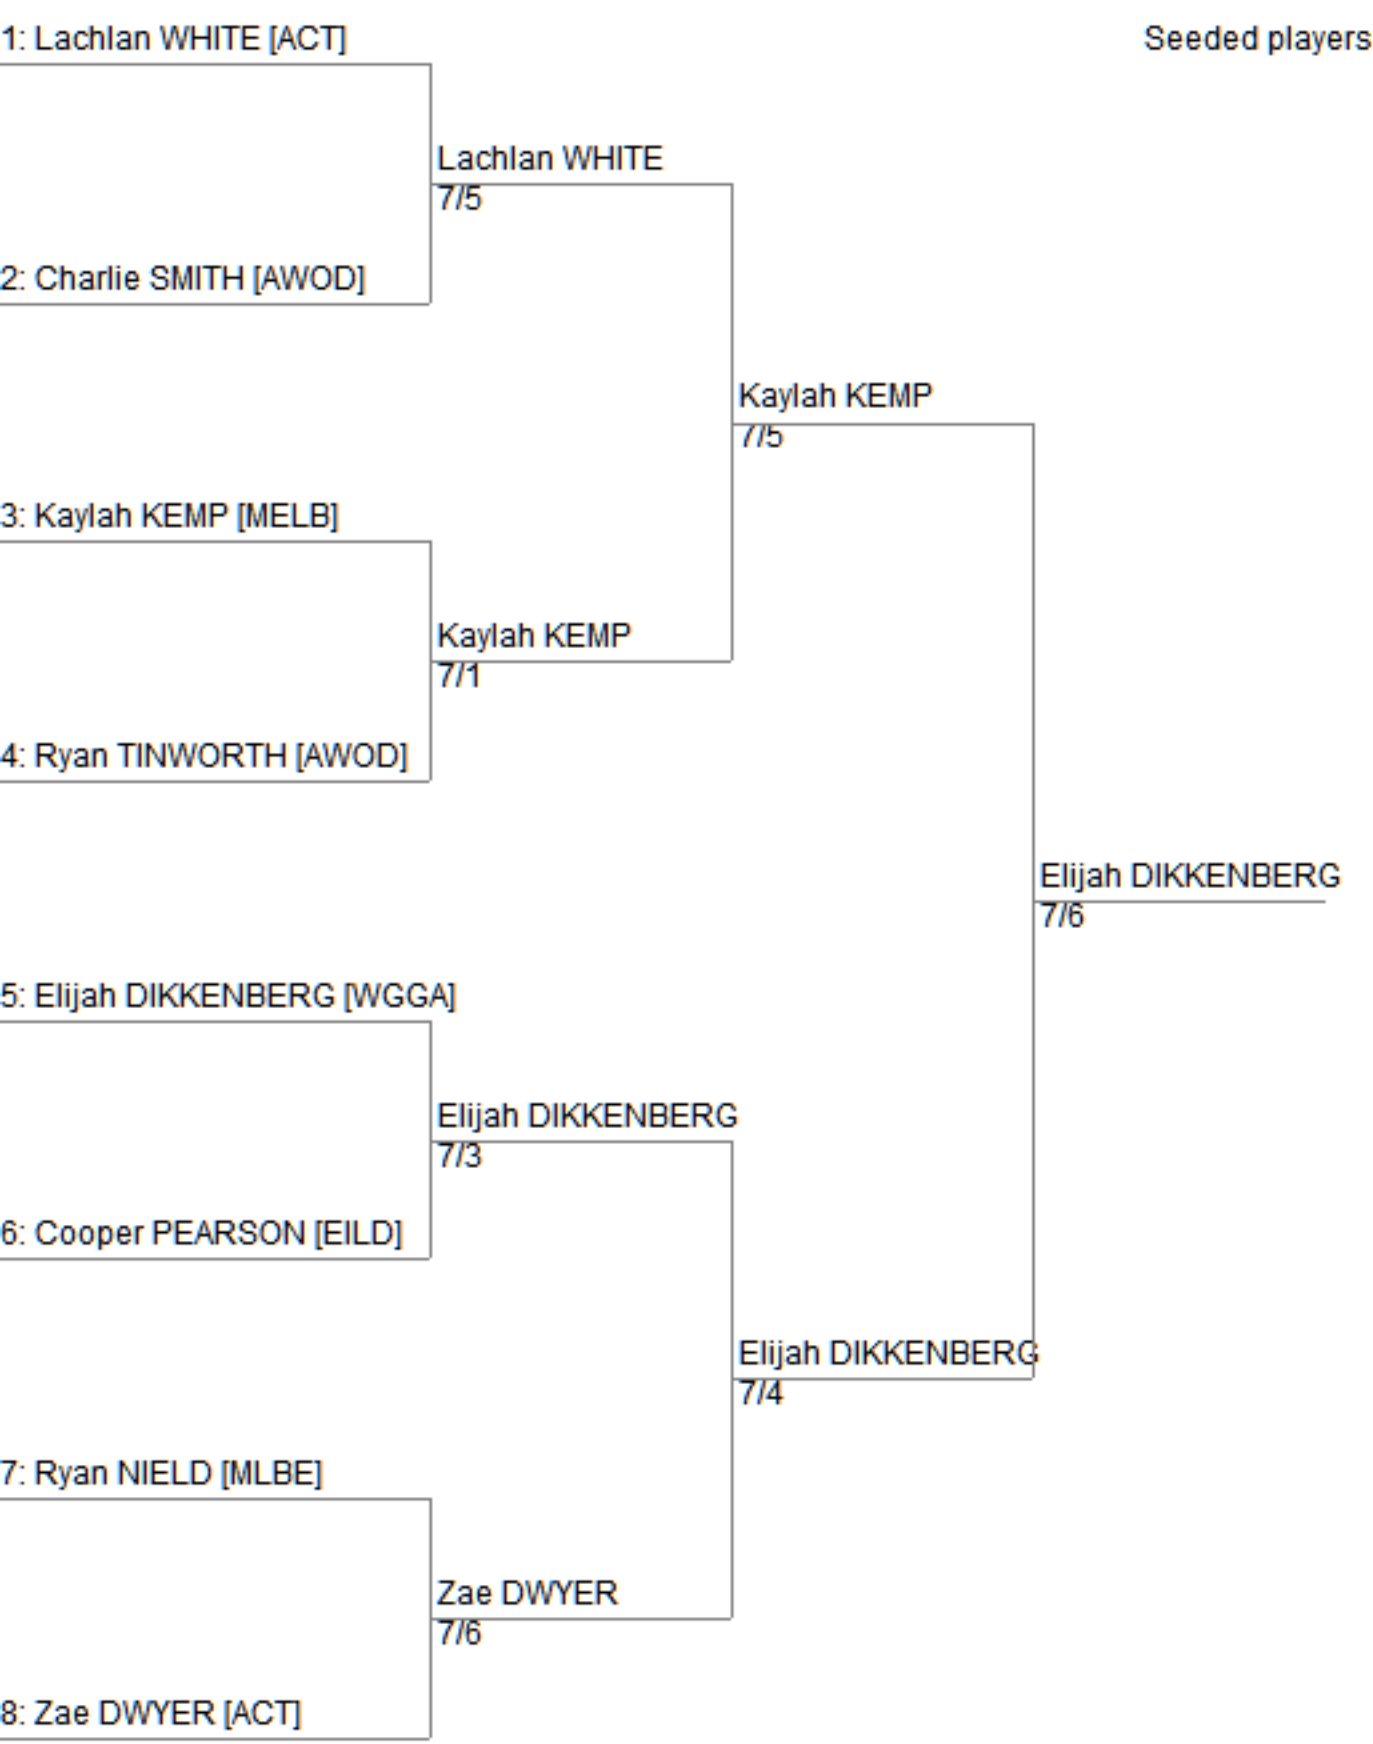 1: Lachlan WHITE [ACT]
Seeded players
Lachlan WHITE
7/5
2: Charlie SMITH [AWOD]
Kaylah KEMP
7/5
3: Kaylah KEMP [MELB]
Kaylah KEMP
7/1
4: Ryan TINWORTH [AWOD]
Elijah DIKKENBERG
7/6
5: Elijah DIKKENBERG [WGGA]
Elijah DIKKENBERG
7/3
6: Cooper PEARSON [EILD]
Elijah DIKKENBERG
7/4
7: Ryan NIELD [MLBE]
Zae DWYER
7/6
8: Zae DWYER [ACT]